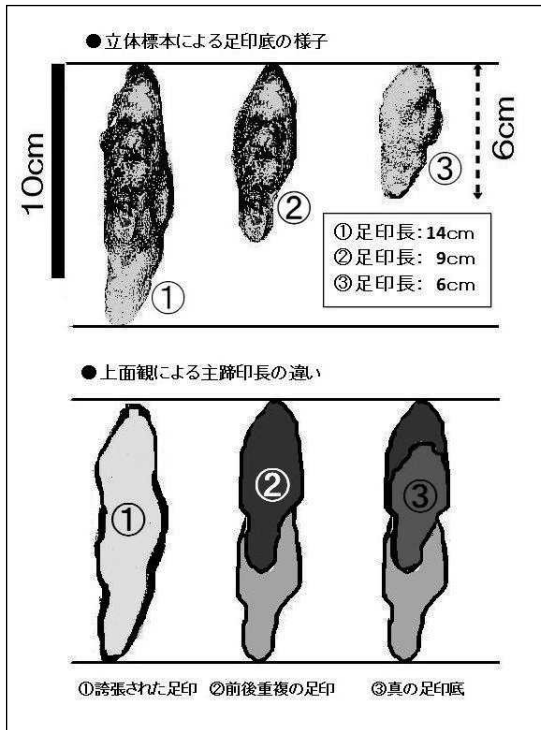 ●立体標本による足印底の様子
10cm
6cm
①
②
③
①足印長：14cm
②足印長： 9cm
③足印長： 6cm
●上面観による主蹄印長の違い
①
②
③
①誇張された足印 ②前後重複の足印 ③真の足印底